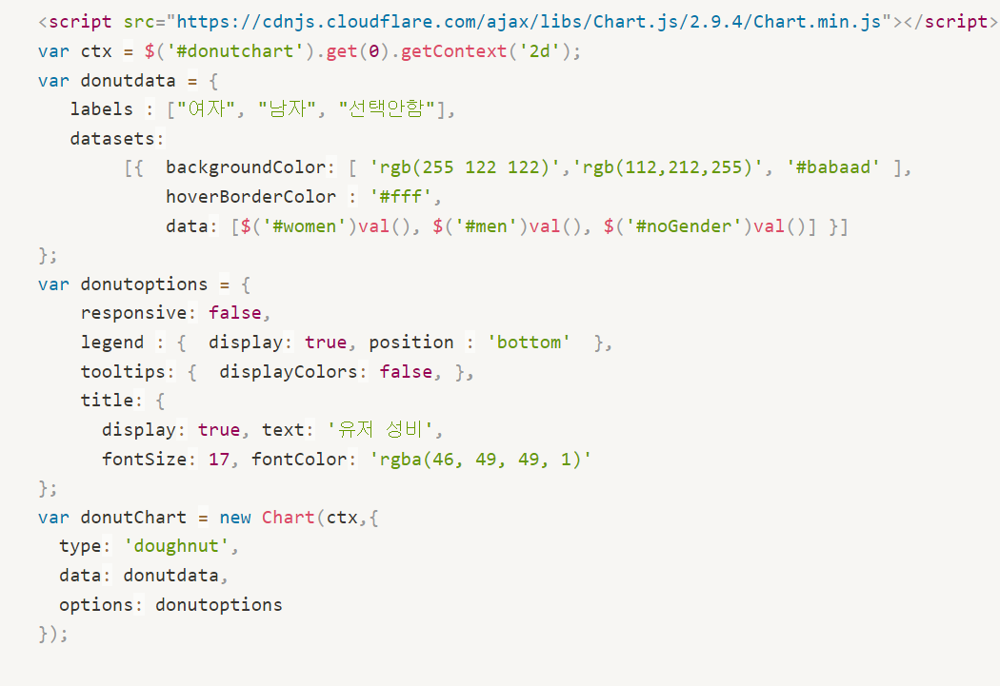 <script src="https://cdnjs.cloudflare.com/ajax/libs/Chart.js/2.9.4/Chart.min.js"></script>
var ctx = $('#donutchart').get(0).getContext('2d');
var donutdata = {
   labels : ["여자", "남자", "선택안함"],
   datasets:
        [{  backgroundColor: [ 'rgb(255 122 122)','rgb(112,212,255)', '#babaad' ],
            hoverBorderColor : '#fff',
            data: [$('#women')val(), $('#men')val(), $('#noGender')val()] }]
};
var donutoptions = {
    responsive: false,
    legend : {  display: true, position : 'bottom'  },
    tooltips: {  displayColors: false, },
    title: {
      display: true, text: '유저 성비',
      fontSize: 17, fontColor: 'rgba(46, 49, 49, 1)'
};
var donutChart = new Chart(ctx,{
  type: 'doughnut',
  data: donutdata,
  options: donutoptions
});